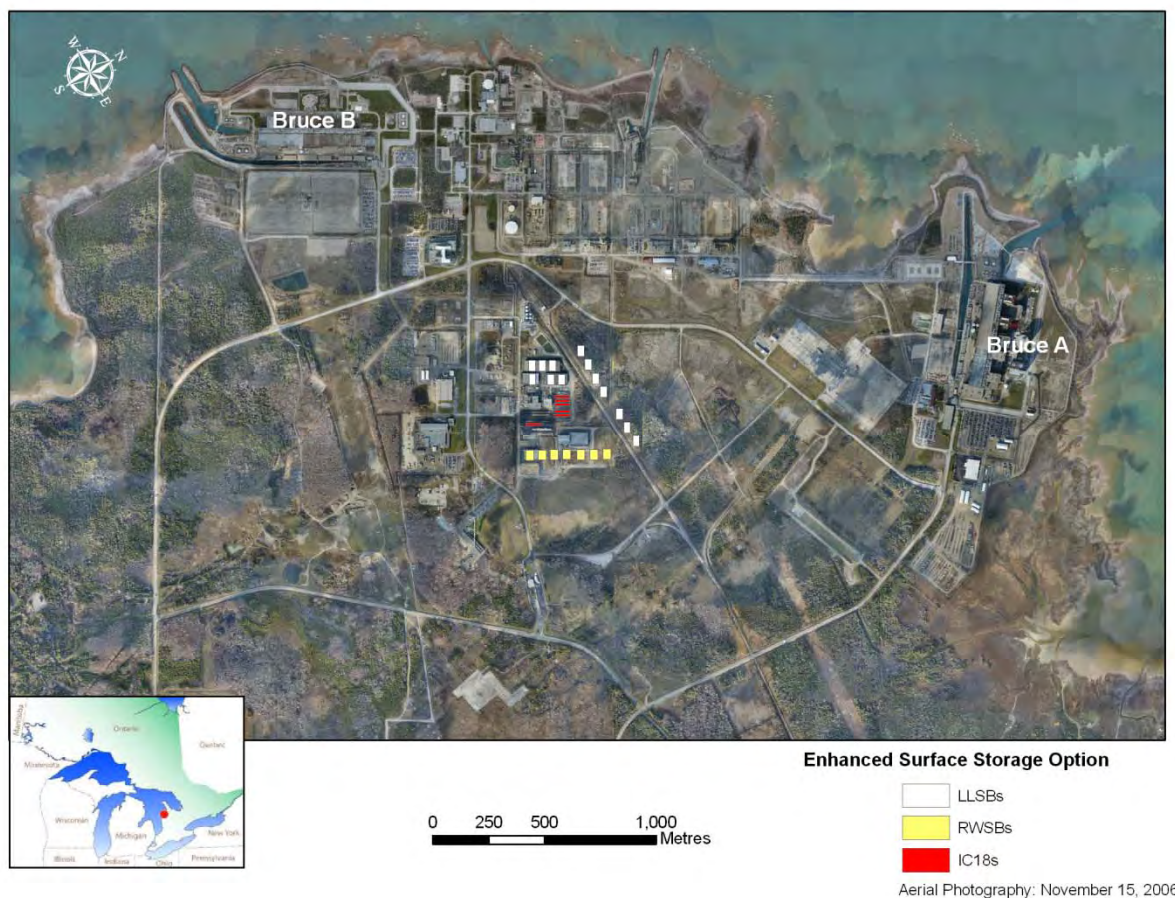 N
W
E
S
Bruce B
Bruce A
Manitoba
Ontario
Quebec
Minnesota
Wisconsin
Michigan
New York
Illinois
Indiana
Ohio
Pennsylvania
0 250 500 1,000
Metres
Enhanced Surface Storage Option
LLSBs
RWSBs
IC18s
Aerial Photography: November 15, 2006